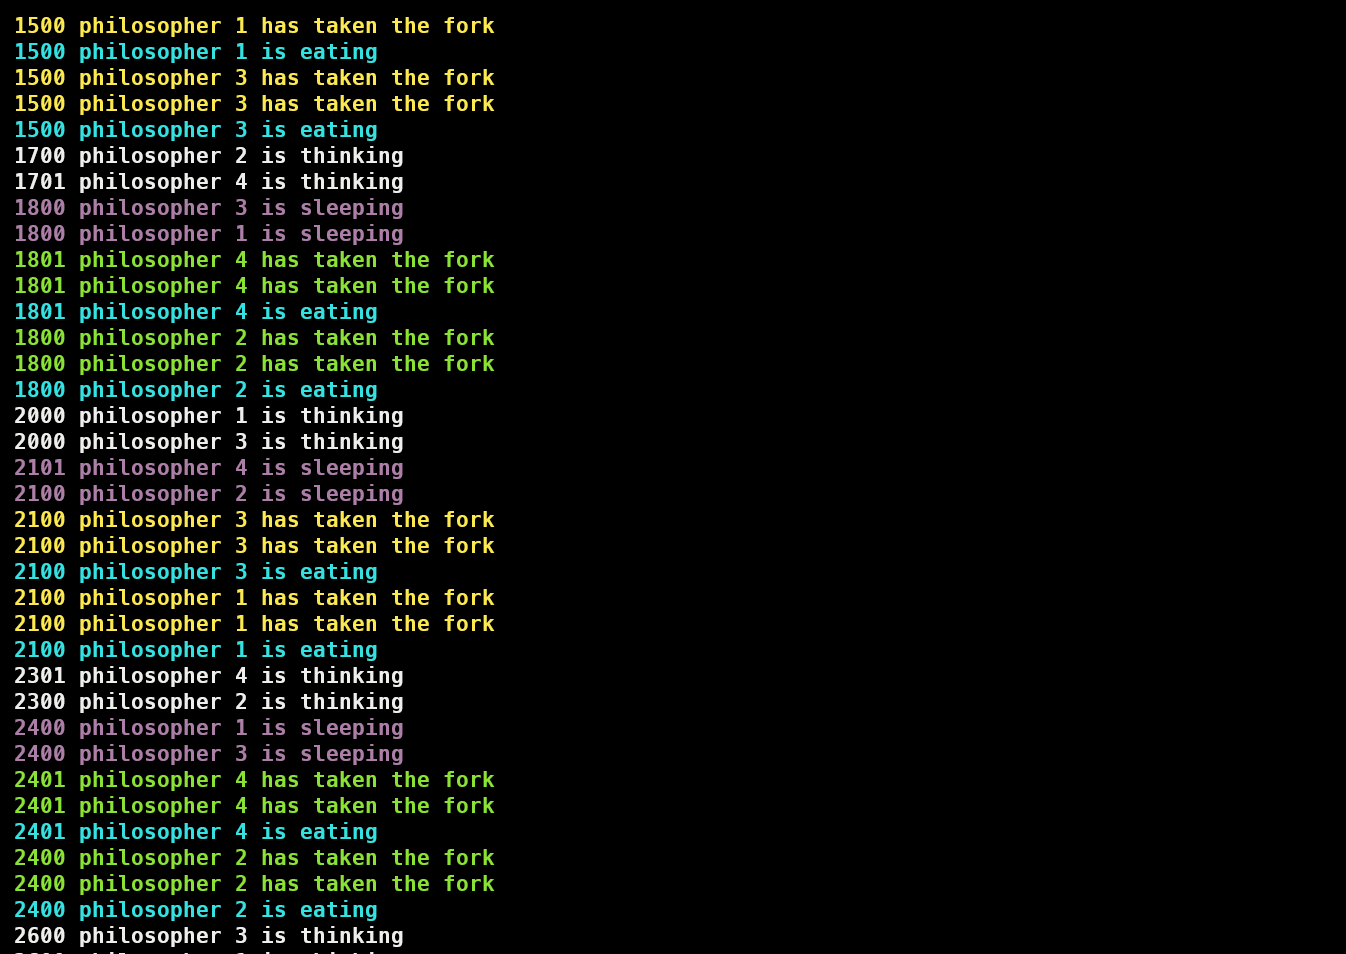 1500 philosopher 1 has taken the fork
1500 philosopher 1 is eating
1500 philosopher 3 has taken the fork
1500 philosopher 3 has taken the fork
1500 philosopher 3 is eating
1700 philosopher 2 is thinking
1701 philosopher 4 is thinking
1800 philosopher 3 is sleeping
1800 philosopher 1 is sleeping
1801 philosopher 4 has taken the fork
1801 philosopher 4 has taken the fork
1801 philosopher 4 is eating
1800 philosopher 2 has taken the fork
1800 philosopher 2 has taken the fork
1800 philosopher 2 is eating
2000 philosopher 1 is thinking
2000 philosopher 3 is thinking
2101 philosopher 4 is sleeping
2100 philosopher 2 is sleeping
2100 philosopher 3 has taken the fork
2100 philosopher 3 has taken the fork
2100 philosopher 3 is eating
2100 philosopher 1 has taken the fork
2100 philosopher 1 has taken the fork
2100 philosopher 1 is eating
2301 philosopher 4 is thinking
2300 philosopher 2 is thinking
2400 philosopher 1 is sleeping
2400 philosopher 3 is sleeping
2401 philosopher 4 has taken the fork
2401 philosopher 4 has taken the fork
2401 philosopher 4 is eating
2400 philosopher 2 has taken the fork
2400 philosopher 2 has taken the fork
2400 philosopher 2 is eating
2600 philosopher 3 is thinking